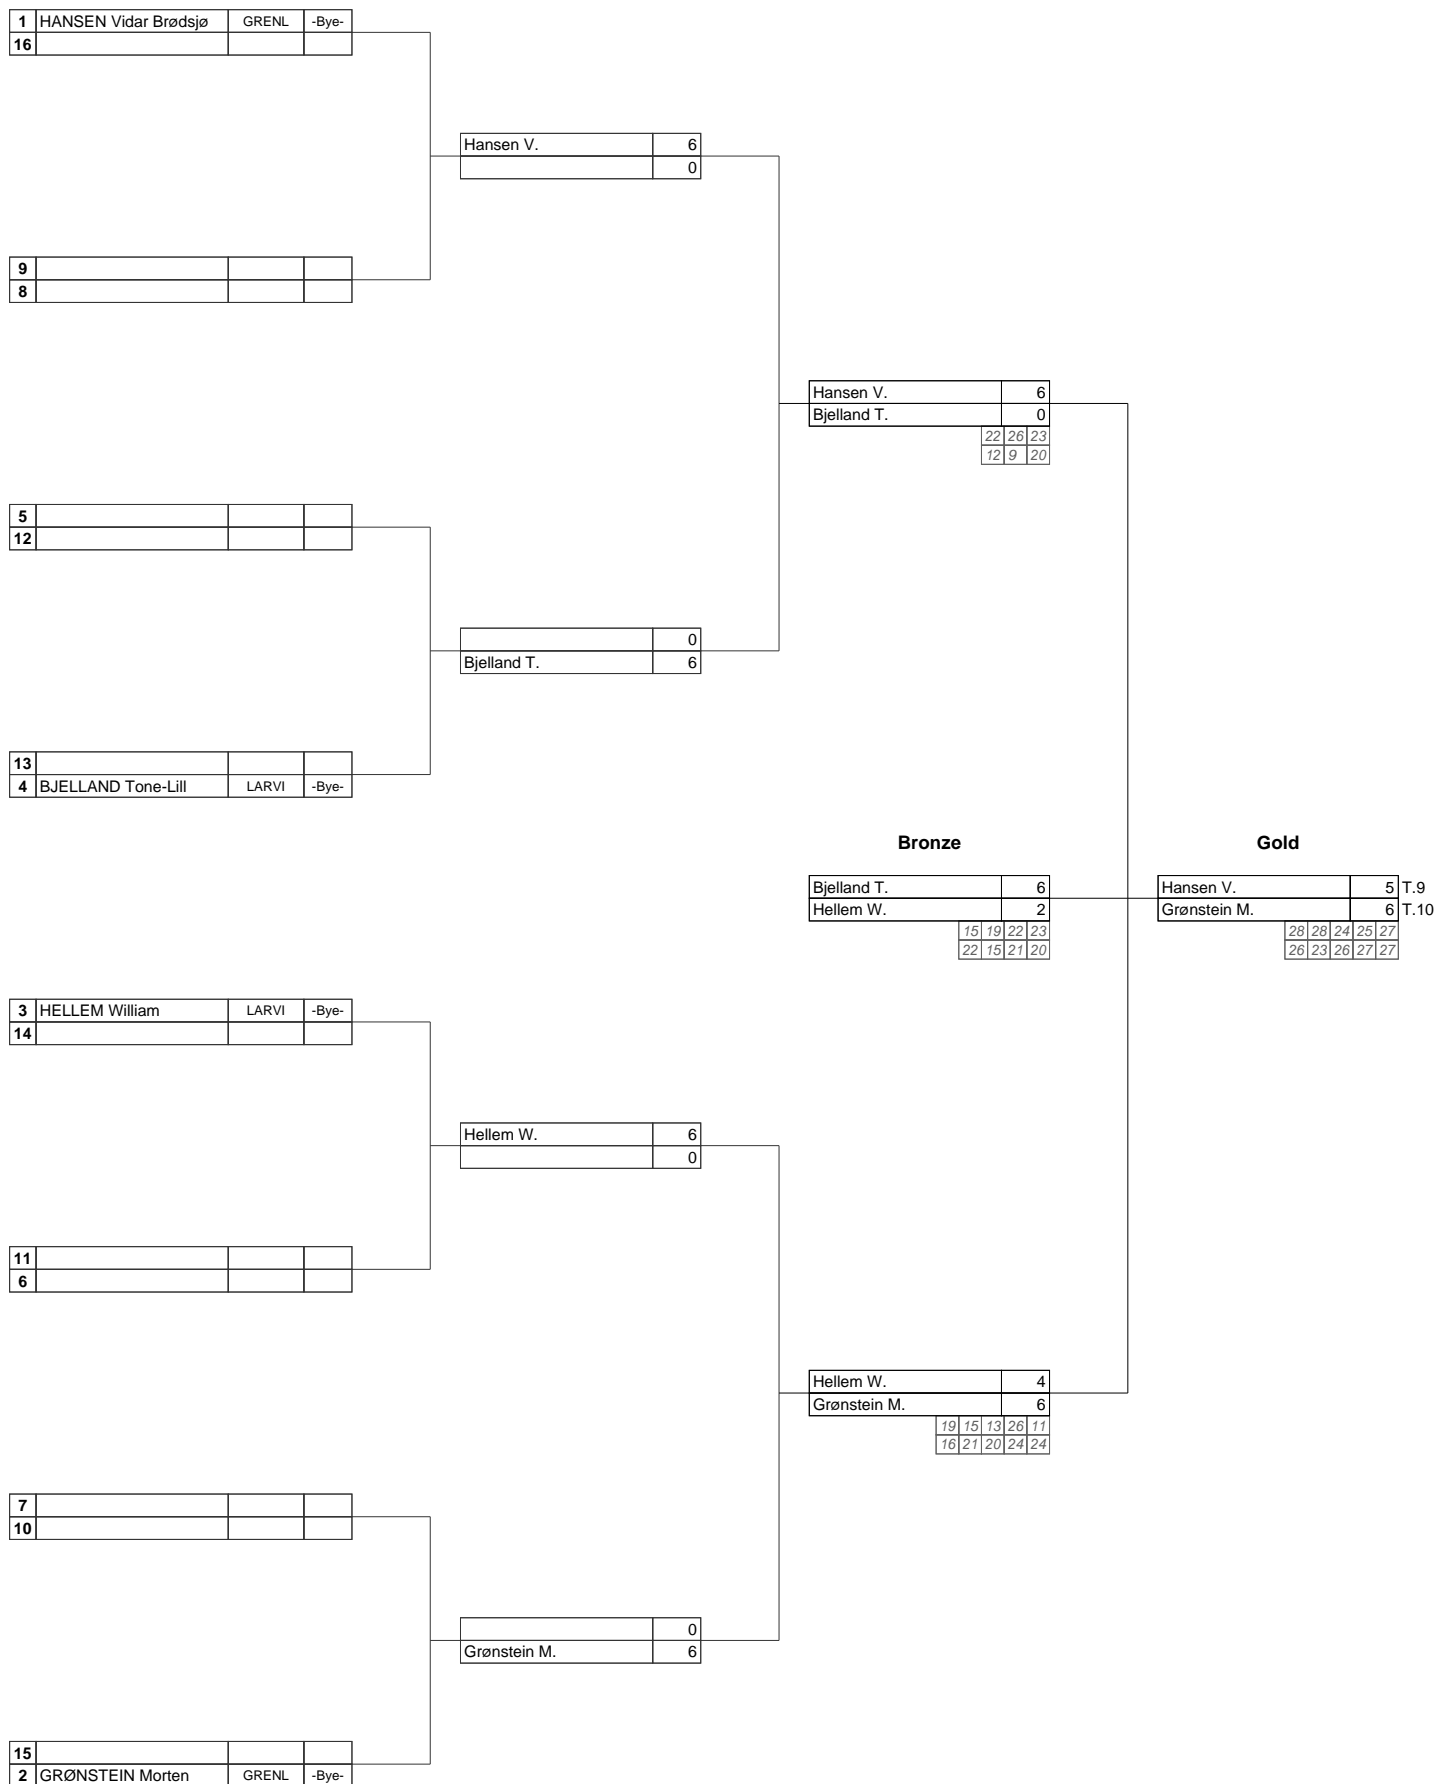 1 HANSEN Vidar Brødsjø GRENL -Bye-
16
Hansen V. 6
0
9
8
Hansen V. 6
Bjelland T. 0
22 26 23
12 9 20
5
12
0
Bjelland T. 6
13
4 BJELLAND Tone-Lill LARVI -Bye-
Bronze
Gold
Bjelland T. 6
Hellem W. 2
15 19 22 23
22 15 21 20
Hansen V. 5 T.9
Grønstein M. 6 T.10
28 28 24 25 27
26 23 26 27 27
3 HELLEM William LARVI -Bye-
14
Hellem W. 6
0
11
6
Hellem W. 4
Grønstein M. 6
19 15 13 26 11
16 21 20 24 24
7
10
0
Grønstein M. 6
15
2 GRØNSTEIN Morten GRENL -Bye-